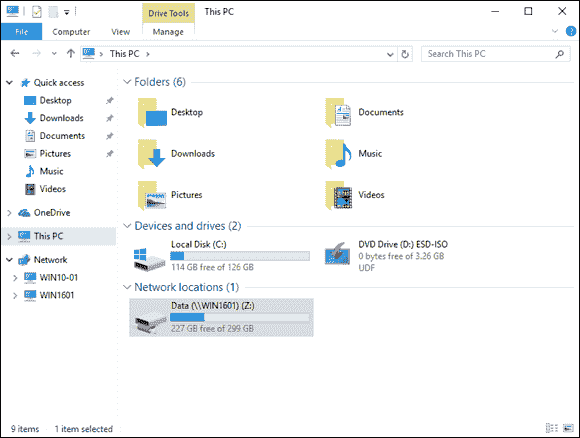 Drive Tools
This PC
File
Computer
View
Manage
This PC
Search This PC
Quick access
Desktop
Downloads
Documents
Pictures
Music
Videos
OneDrive
This PC
Network
WIN10-01
WIN1601
Folders (6)
Desktop
Documents
Downloads
Music
Pictures
Videos
Devices and drives (2)
Local Disk (C:)
114 GB free of 126 GB
DVD Drive (D:) ESD-ISO
0 bytes free of 3.26 GB
UDF
Network locations (1)
Data (\\WIN1601) (Z:)
227 GB free of 299 GB
9 items
1 item selected